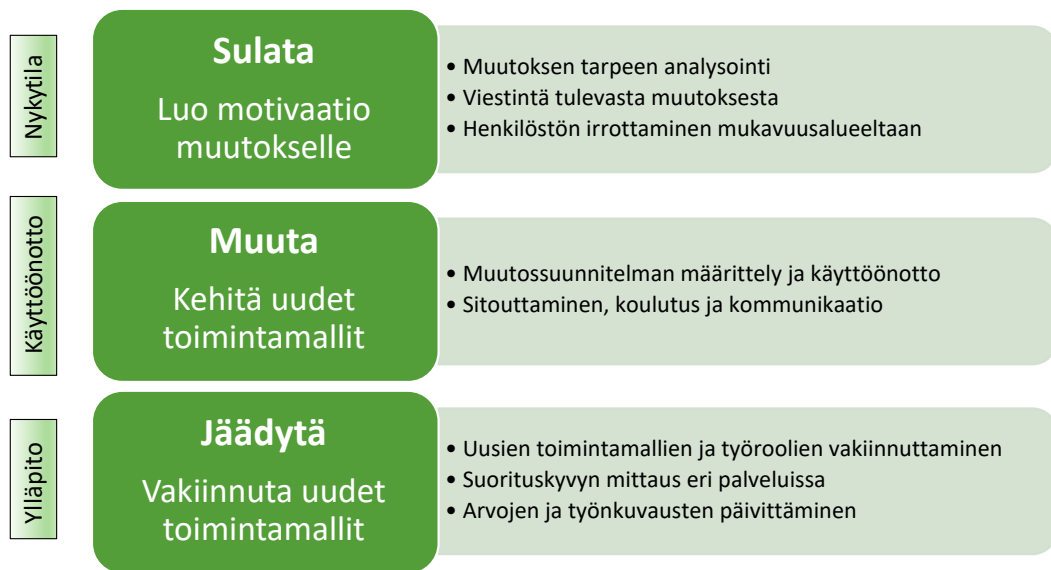 Nykytila
Sulata
Luo motivaatio
muutokselle
• Muutoksen tarpeen analysointi
• Viestintä tulevasta muutoksesta
• Henkilöstön irrottaminen mukavuusalueeltaan
Käyttöönotto
Muuta
Kehitä uudet
toimintamallit
• Muutossuunnitelman määrittely ja käyttöönotto
• Sitouttaminen, koulutus ja kommunikaatio
Ylläpito
Jäädytä
Vakiinnuta uudet
toimintamallit
• Uusien toimintamallien ja työroolien vakiinnuttaminen
• Suorituskyvyn mittaus eri palveluissa
• Arvojen ja työnkuvausten päivittäminen